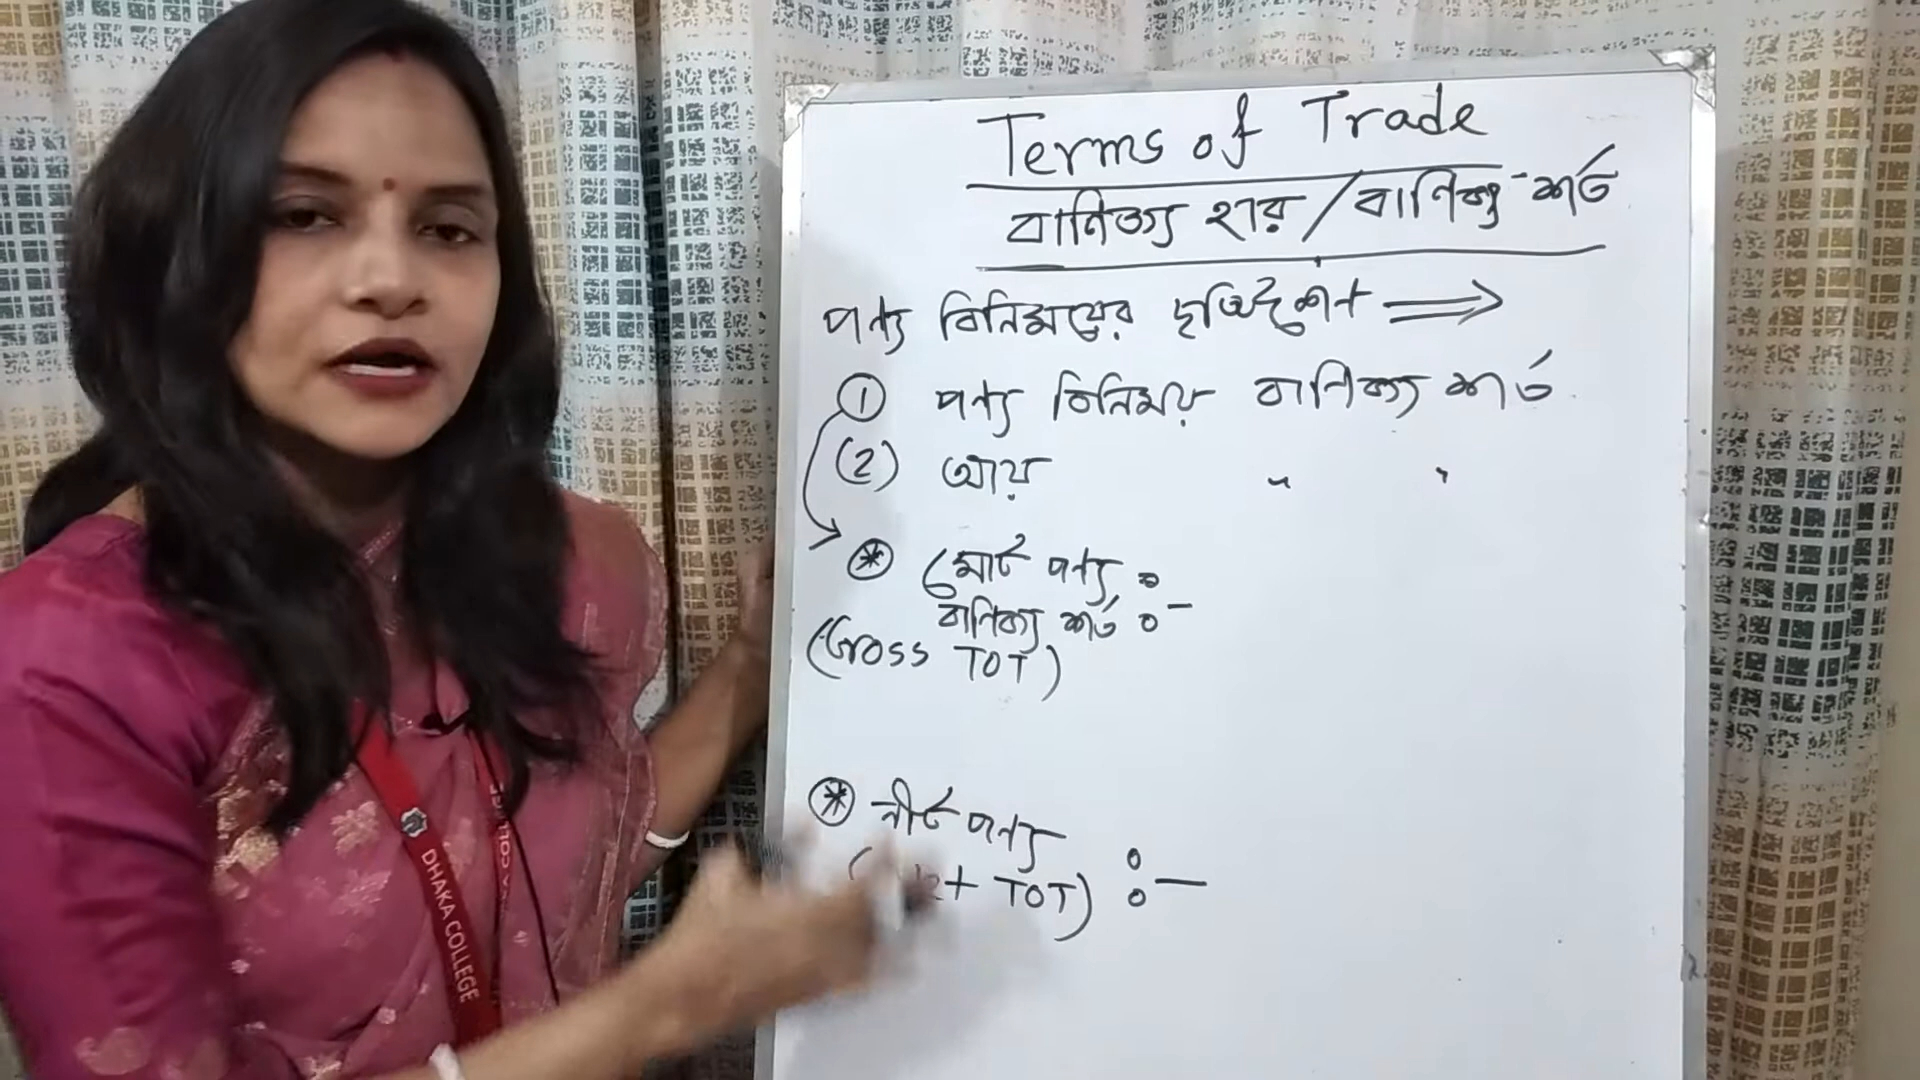 Terms of Trade
বাণিজ্য হার / বাণিজ্য - শর্ত
পণ্য বিনিময়ের দৃষ্টিকোণ ⟹
① পণ্য বিনিময় বাণিজ্য শর্ত
(2) আয় " "
* মোট পণ্য
বাণিজ্য শর্ত :-
(Gross TOT)
* নীট পণ্য
TOT) :-
DHAKA COLLEGE